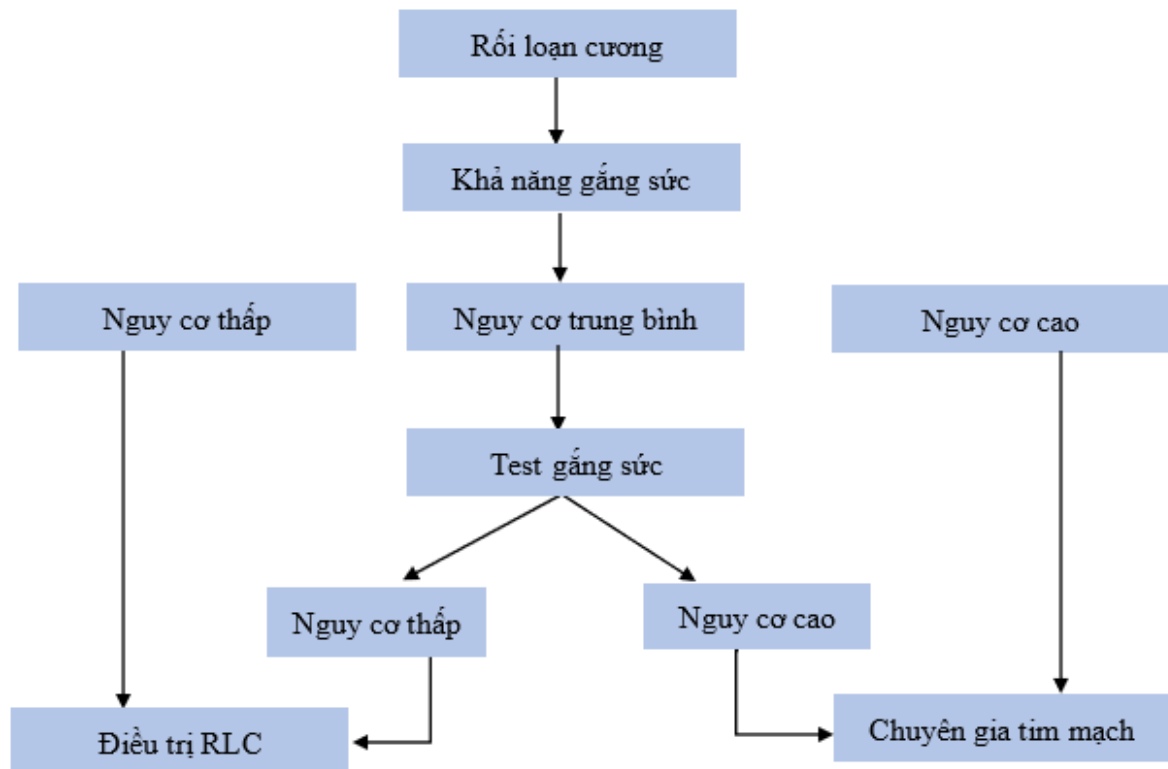 Rối loạn cương
Khả năng gắng sức
Nguy cơ thấp
Nguy cơ trung bình
Nguy cơ cao
Test gắng sức
Nguy cơ thấp
Nguy cơ cao
Điều trị RLC
Chuyên gia tim mạch